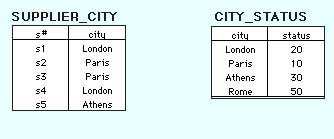 SUPPLIER_CITY
s# city
s1 London
s2 Paris
s3 Paris
s4 London
s5 Athens
CITY_STATUS
city status
London 20
Paris 10
Athens 30
Rome 50